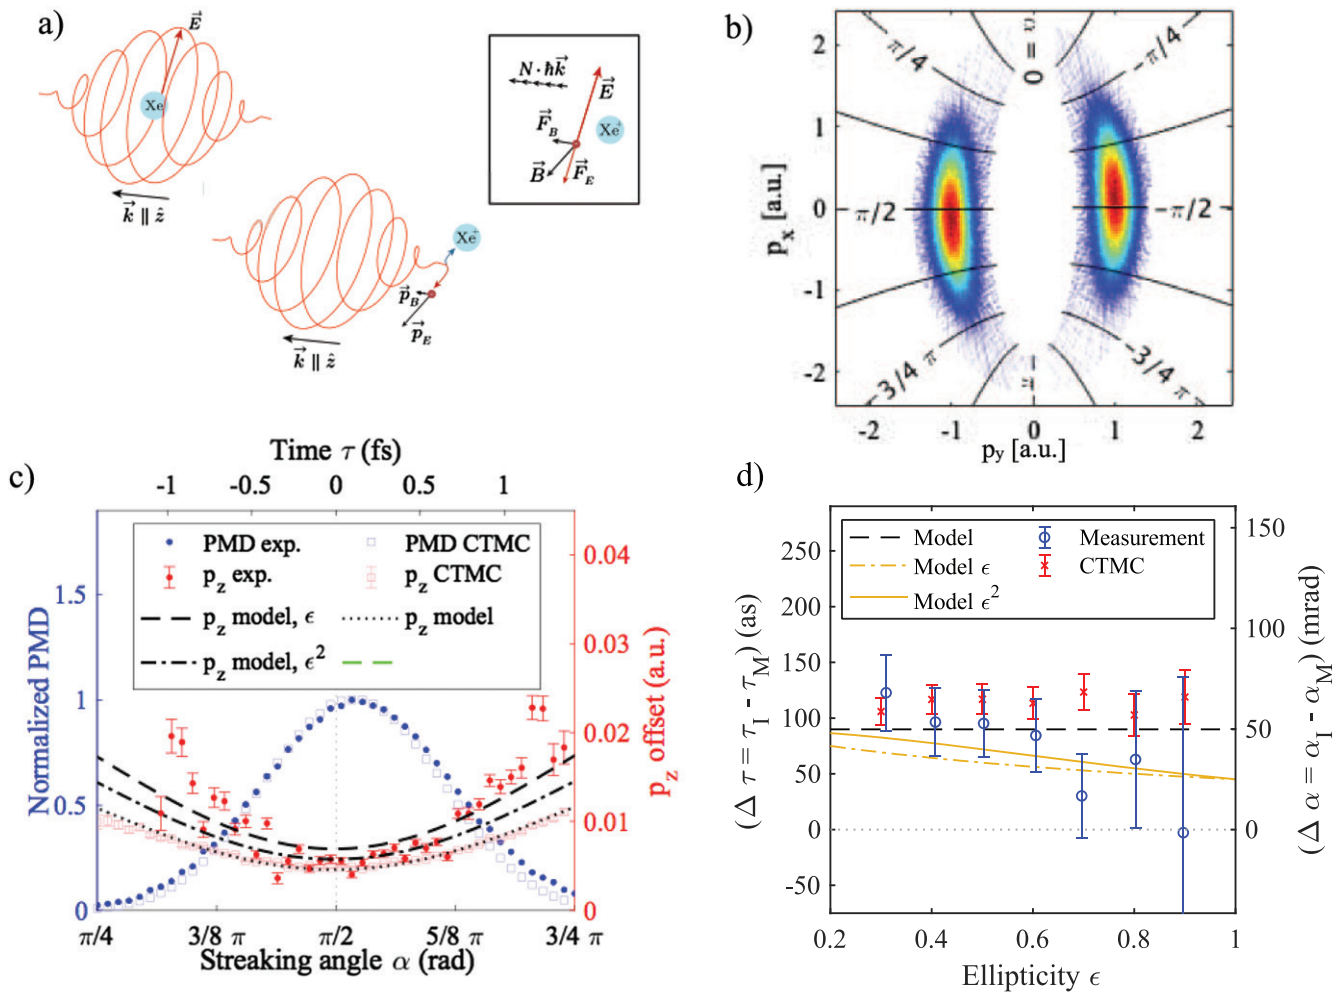 a)
E⃗
Xe
k⃗ ∥ ẑ
N · ħk⃗
E⃗
F⃗_B
Xe⁺
B⃗
F⃗_E
Xe⁺
p⃗_B
p⃗_E
k⃗ ∥ ẑ
b)
2
1
0
-1
-2
p_x [a.u.]
π/4
α = 0
-π/4
π/2
-π/2
-3/4 π
-3/4 π
π
-2
-1
0
1
2
p_y [a.u.]
c)
Time τ (fs)
-1
-0.5
0
0.5
1
PMD exp.
PMD CTMC
p_z exp.
p_z CTMC
p_z model, ϵ
p_z model
p_z model, ϵ²
Normalized PMD
1.5
1
0.5
0
p_z offset (a.u.)
0.04
0.03
0.02
0.01
0
π/4
3/8 π
π/2
5/8 π
3/4 π
Streaking angle α (rad)
d)
Model
Measurement
Model ϵ
CTMC
Model ϵ²
(Δ τ = τ_I - τ_M) (as)
250
200
150
100
50
0
-50
(Δ α = α_I - α_M) (mrad)
150
100
50
0
0.2
0.4
0.6
0.8
1
Ellipticity ϵ